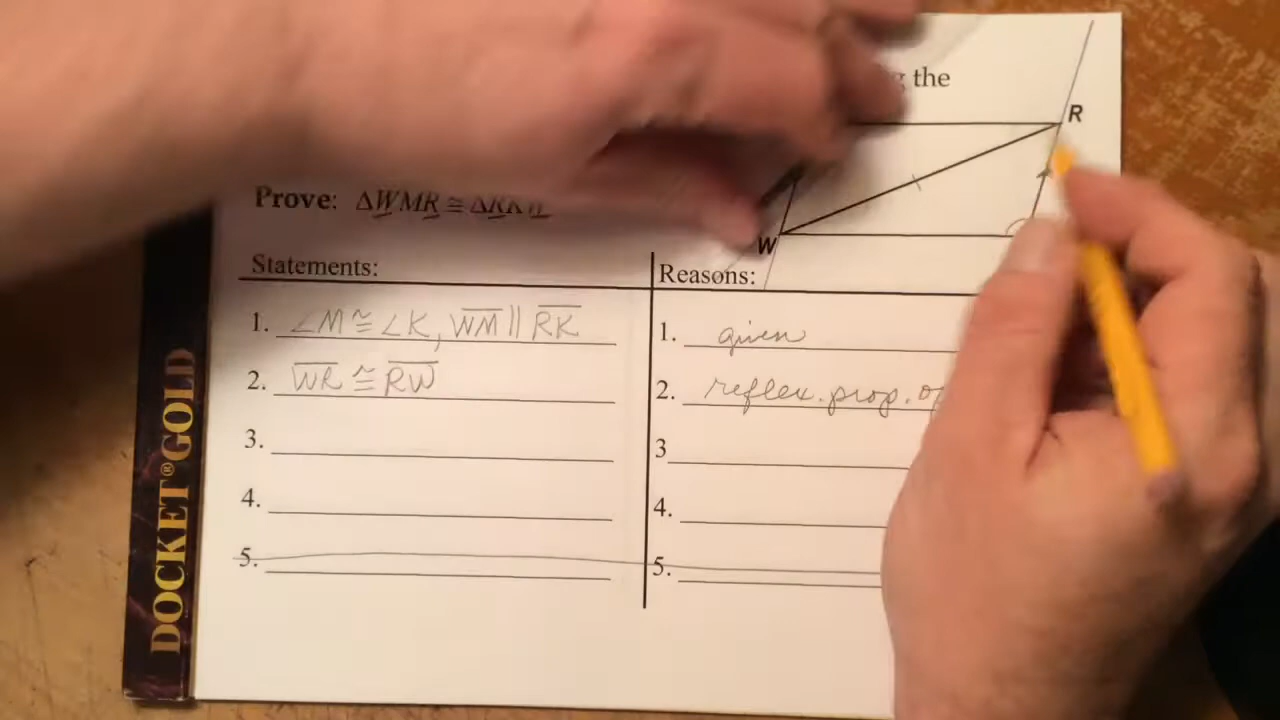 the
R
Prove: ΔWMR ≅ ΔRKW
W
Statements:
Reasons:
1. ∠M ≅ ∠K, WM || RK
1. given
2. WR ≅ RW
2. reflex. prop. of
3.
3
4.
4.
5.
5.
DOCKET®GOLD